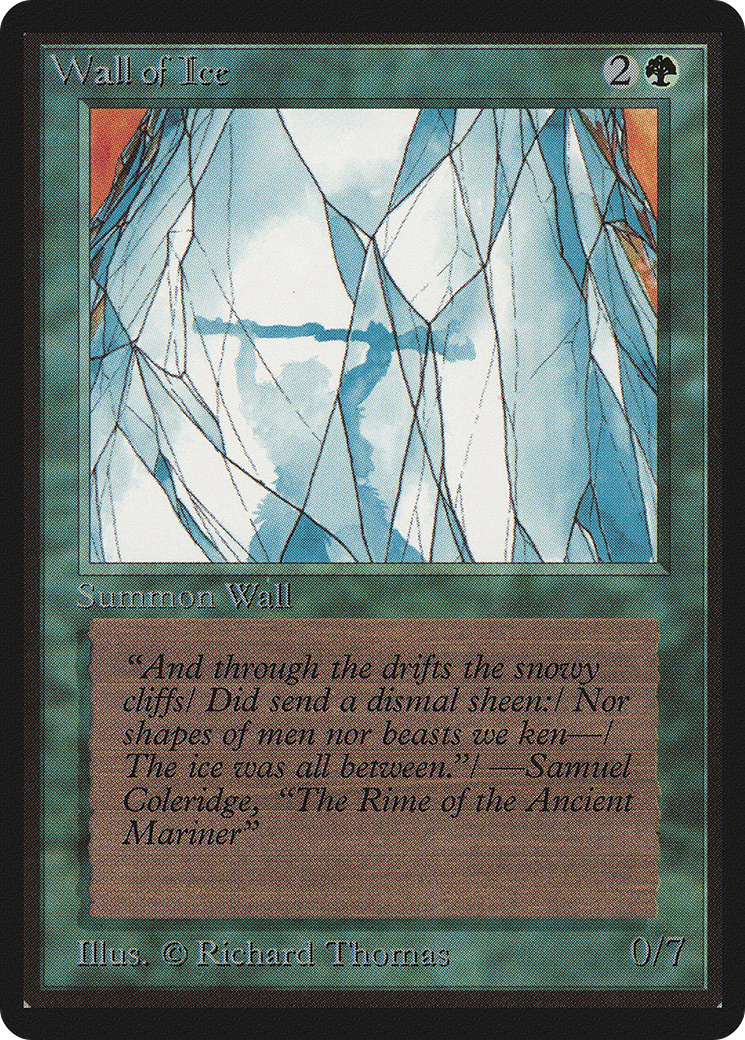 Wall of Ice 2
Summon Wall
“And through the drifts the snowy
cliffs/ Did send a dismal sheen:/ Nor
shapes of men nor beasts we ken—/
The ice was all between.”/ —Samuel
Coleridge, “The Rime of the Ancient
Mariner”
Illus. © Richard Thomas 0/7